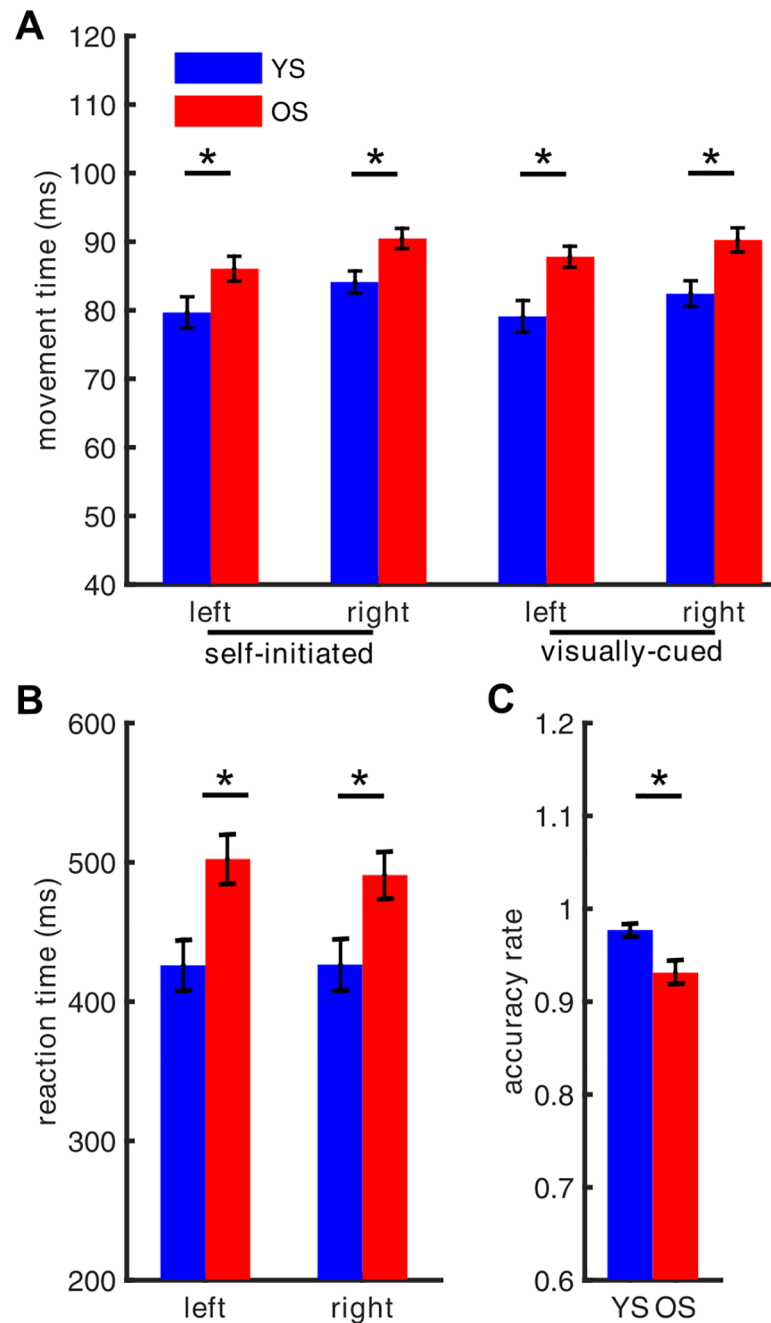 A
120
110
100
90
80
70
60
50
40
movement time (ms)
YS
OS
* * * *
left right left right
self-initiated visually-cued
B
600
500
400
300
200
reaction time (ms)
* *
left right
C
1.2
1.1
1
0.9
0.8
0.7
0.6
accuracy rate
*
YS OS